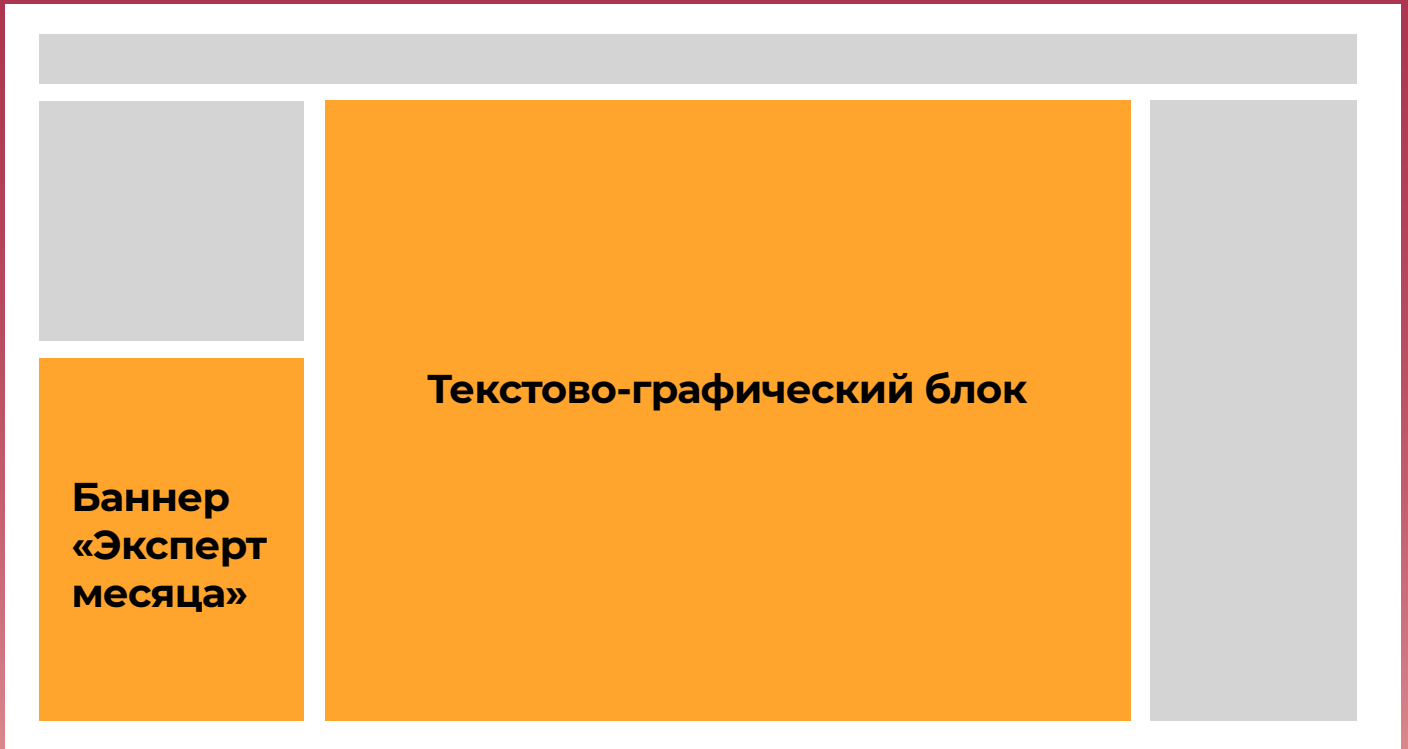 Текстово-графический блок
Баннер
«Эксперт
месяца»